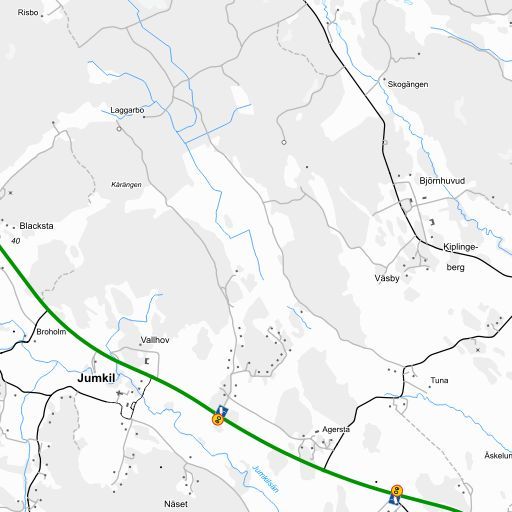 Risbo
Skogängen
Laggarbo
Kärängen
Björnhuvud
Blacksta
40
Kiplinge-
berg
Väsby
Broholm
Vallhov
Jumkil
Tuna
Agersta
Åskelun
Jumkilsån
Näset